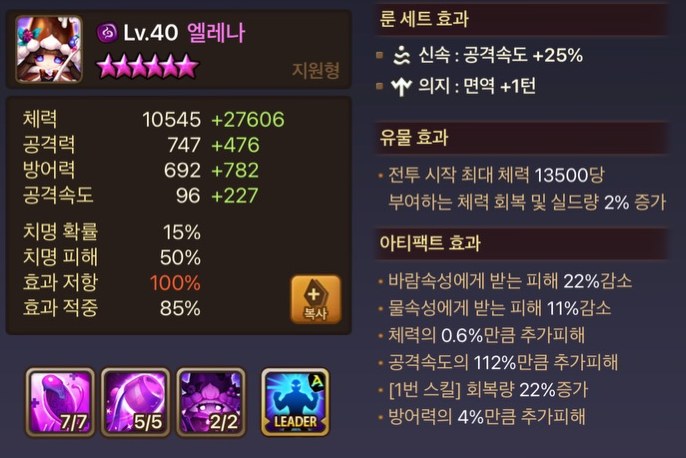 Lv.40 엘레나
지원형
체력 10545 +27606
공격력 747 +476
방어력 692 +782
공격속도 96 +227
치명 확률 15%
치명 피해 50%
효과 저항 100%
효과 적중 85%
복사
7/7 5/5 2/2 A LEADER
룬 세트 효과
신속 : 공격속도 +25%
의지 : 면역 +1턴
유물 효과
• 전투 시작 최대 체력 13500당
부여하는 체력 회복 및 실드량 2% 증가
아티팩트 효과
• 바람속성에게 받는 피해 22%감소
• 물속성에게 받는 피해 11%감소
• 체력의 0.6%만큼 추가피해
• 공격속도의 112%만큼 추가피해
• [1번 스킬] 회복량 22%증가
• 방어력의 4%만큼 추가피해